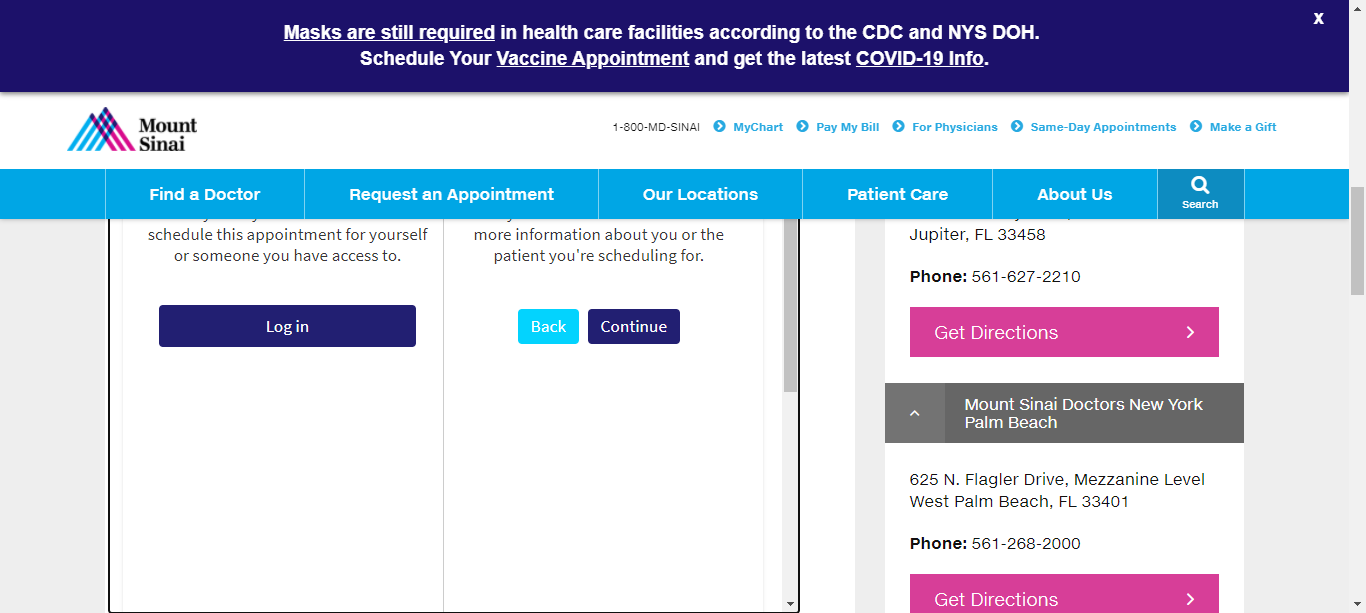 Masks are still required in health care facilities according to the CDC and NYS DOH.
Schedule Your Vaccine Appointment and get the latest COVID-19 Info.
X
Mount
Sinai
1-800-MD-SINAI MyChart Pay My Bill For Physicians Same-Day Appointments Make a Gift
Find a Doctor Request an Appointment Our Locations Patient Care About Us Search
schedule this appointment for yourself
or someone you have access to.
Log in
more information about you or the
patient you're scheduling for.
Back Continue
Jupiter, FL 33458
Phone: 561-627-2210
Get Directions
Mount Sinai Doctors New York
Palm Beach
625 N. Flagler Drive, Mezzanine Level
West Palm Beach, FL 33401
Phone: 561-268-2000
Get Directions